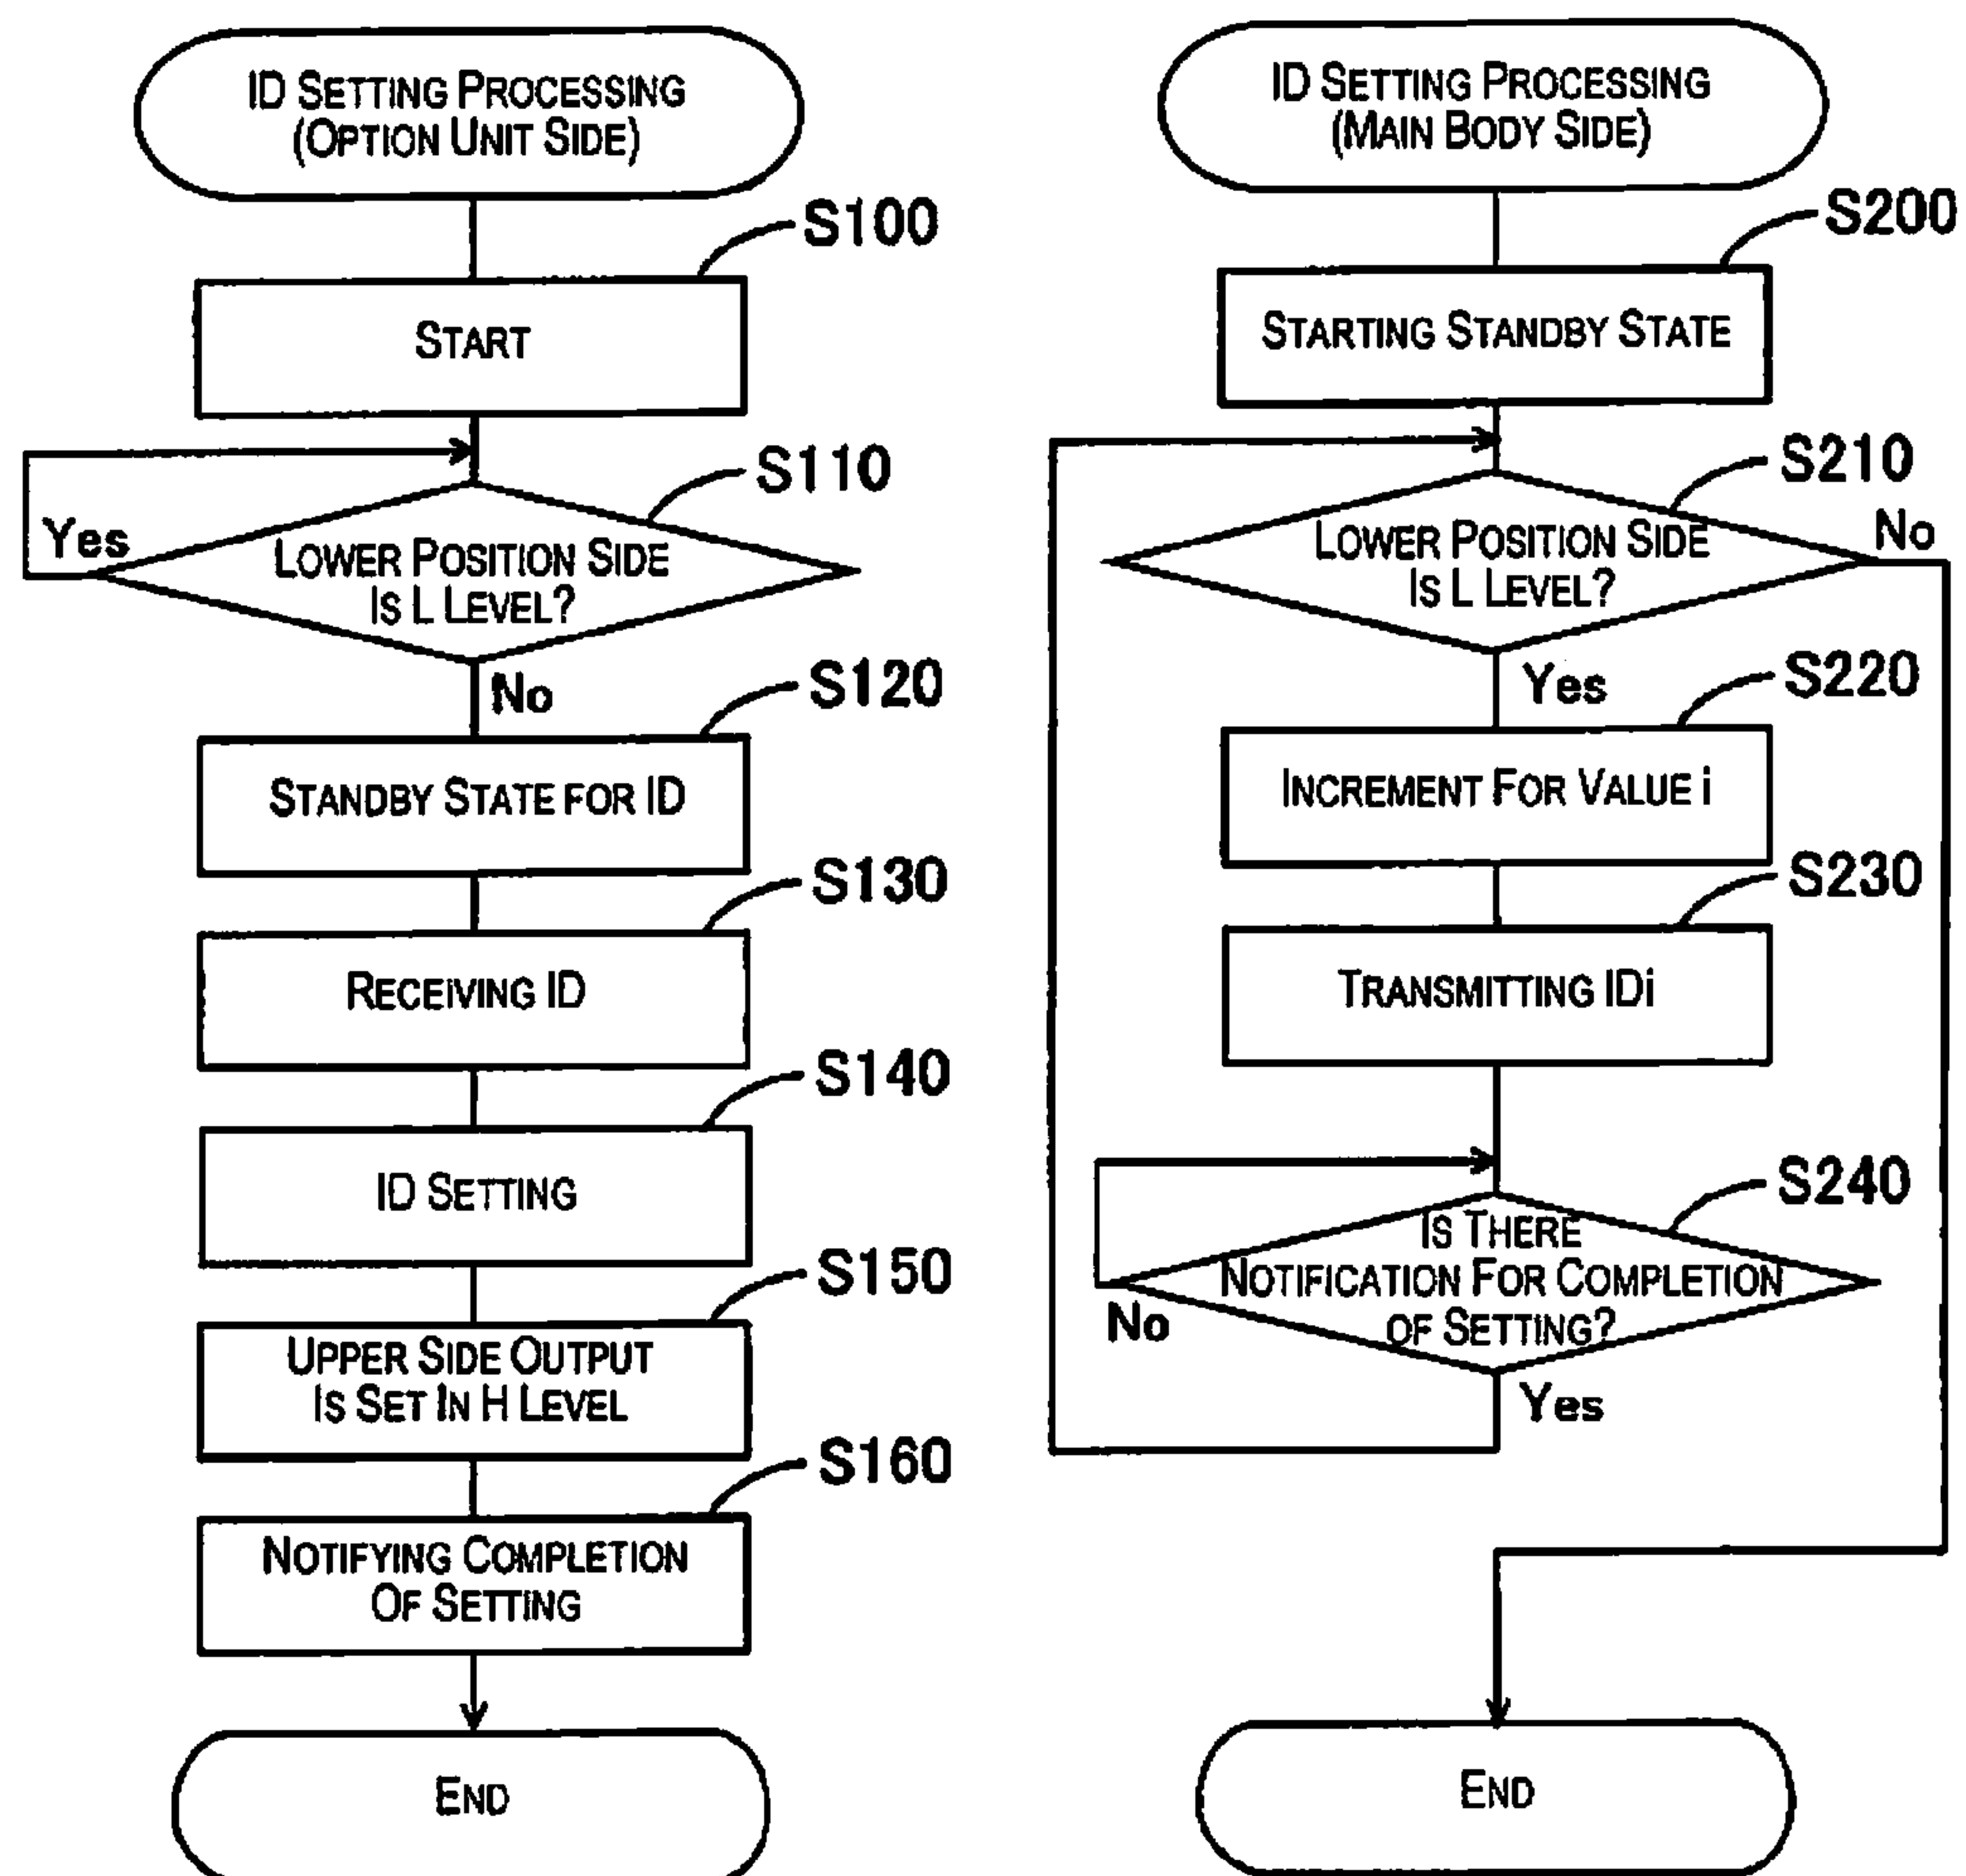 ID SETTING PROCESSING
(OPTION UNIT SIDE)
S100
START
S110
Yes
LOWER POSITION SIDE
IS L LEVEL?
No
S120
STANDBY STATE FOR ID
S130
RECEIVING ID
S140
ID SETTING
S150
UPPER SIDE OUTPUT
IS SET IN H LEVEL
S160
NOTIFYING COMPLETION
OF SETTING
END
ID SETTING PROCESSING
(MAIN BODY SIDE)
S200
STARTING STANDBY STATE
S210
No
LOWER POSITION SIDE
IS L LEVEL?
Yes
S220
INCREMENT FOR VALUE i
S230
TRANSMITTING IDi
S240
IS THERE
NOTIFICATION FOR COMPLETION
OF SETTING?
No
Yes
END